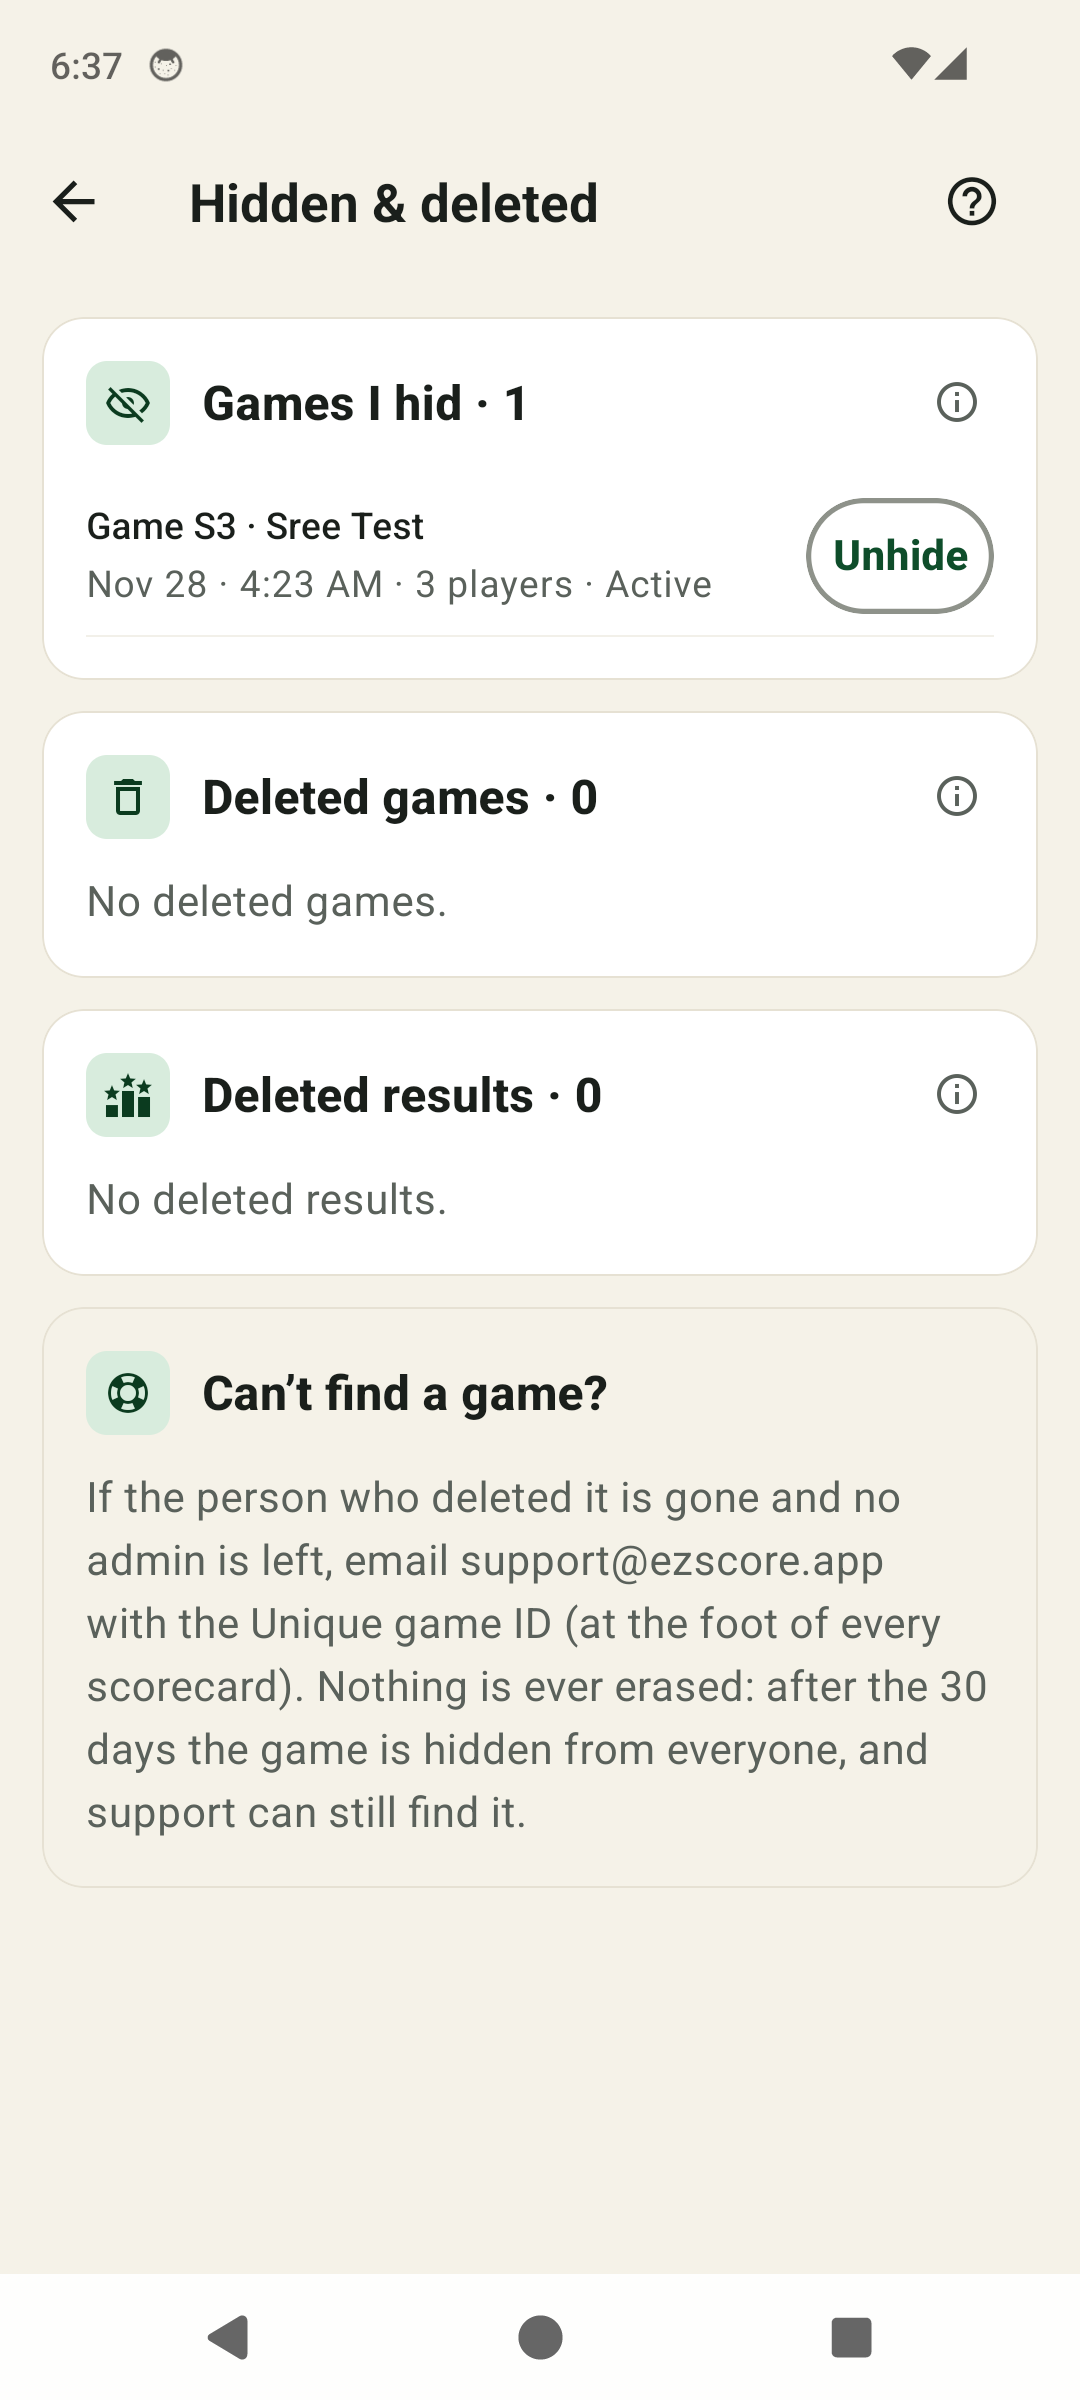 6:37
Hidden & deleted
Games I hid · 1
Game S3 · Sree Test
Nov 28 · 4:23 AM · 3 players · Active
Unhide
Deleted games · 0
No deleted games.
Deleted results · 0
No deleted results.
Can’t find a game?
If the person who deleted it is gone and no
admin is left, email support@ezscore.app
with the Unique game ID (at the foot of every
scorecard). Nothing is ever erased: after the 30
days the game is hidden from everyone, and
support can still find it.